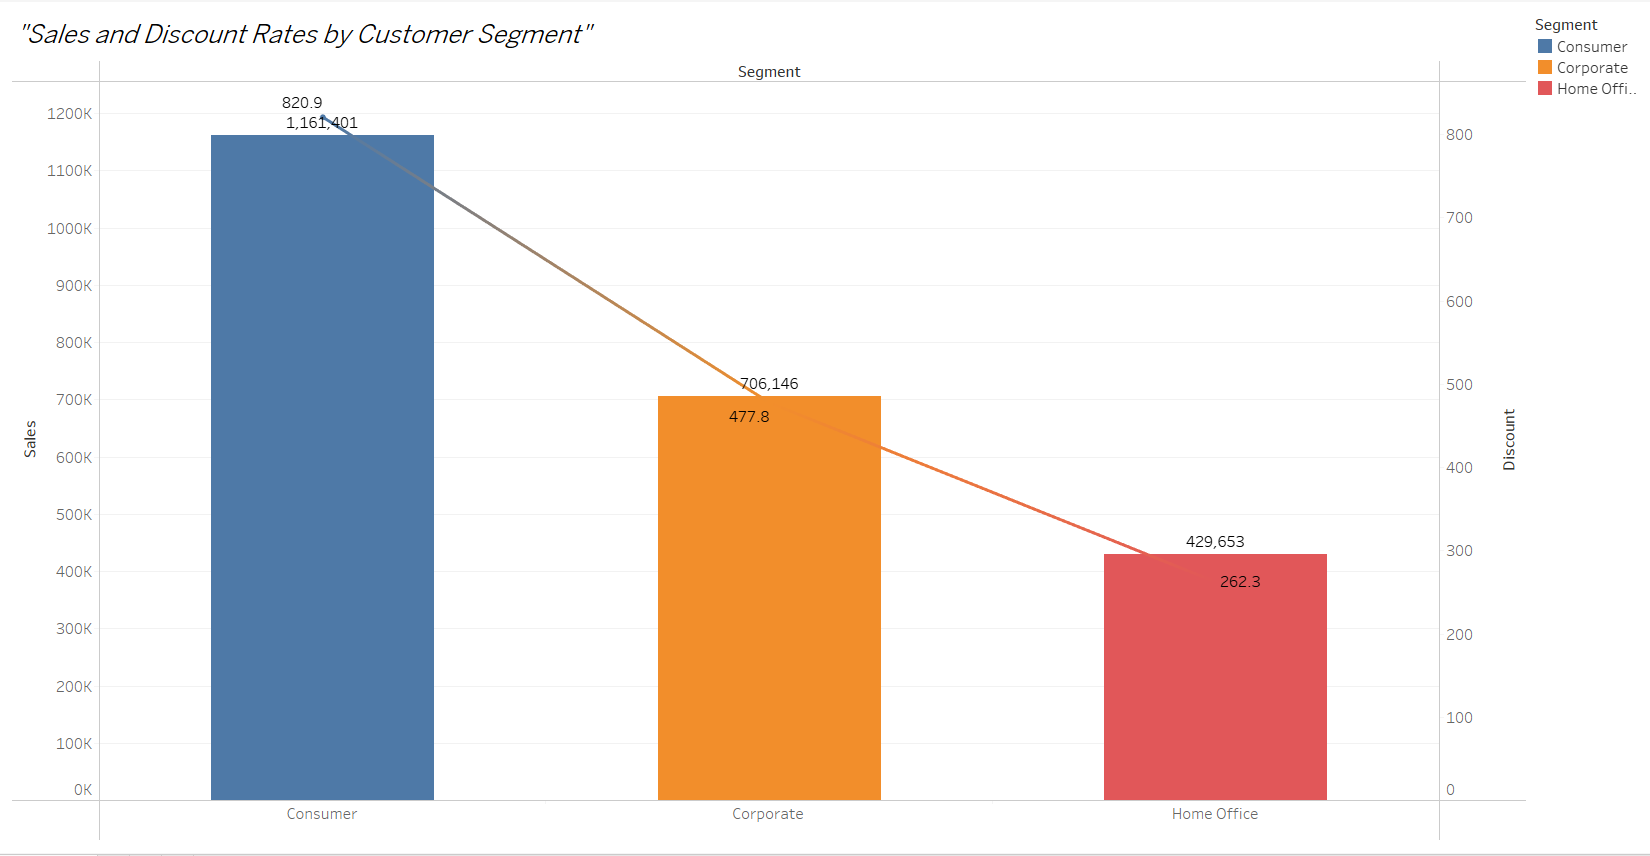 "Sales and Discount Rates by Customer Segment"
Segment
Consumer
Corporate
Home Offi..
Segment
820.9
1,161,401
706,146
477.8
429,653
262.3
1200K
1100K
1000K
900K
800K
700K
600K
500K
400K
300K
200K
100K
0K
Sales
800
700
600
500
400
300
200
100
0
Discount
Consumer
Corporate
Home Office